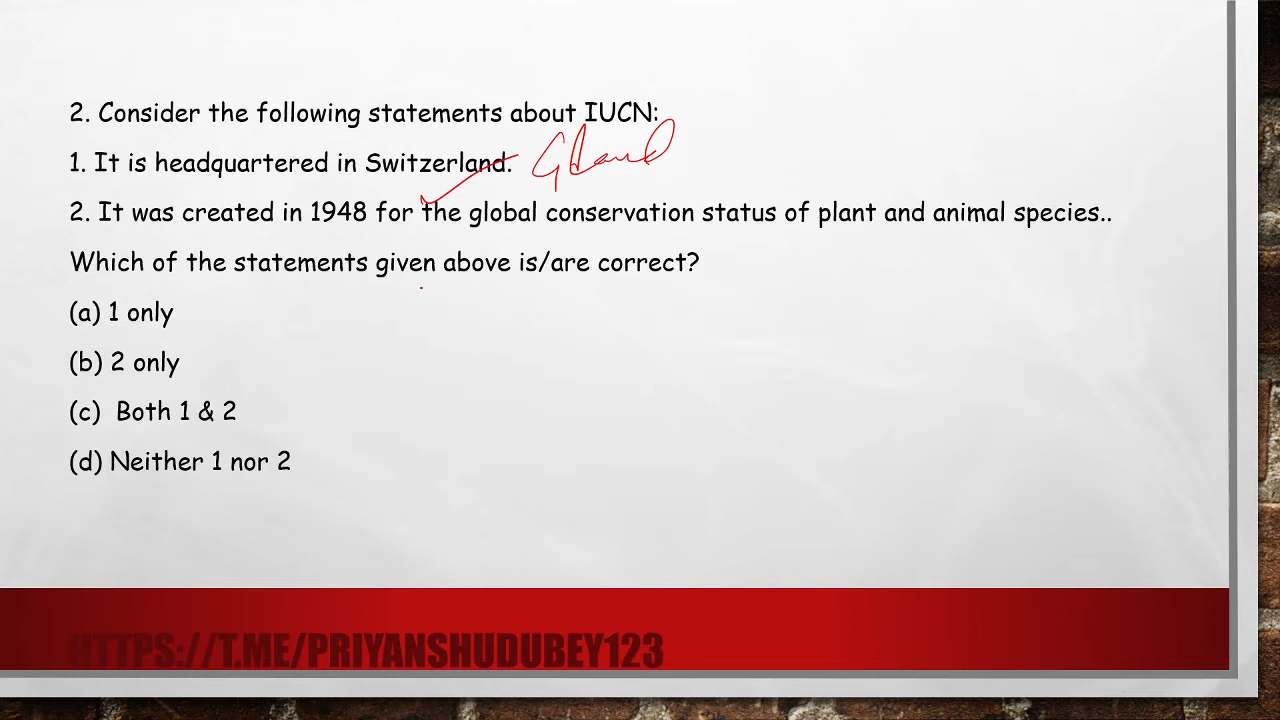 2. Consider the following statements about IUCN:
1. It is headquartered in Switzerland. Gland
2. It was created in 1948 for the global conservation status of plant and animal species..
Which of the statements given above is/are correct?
(a) 1 only
(b) 2 only
(c) Both 1 & 2
(d) Neither 1 nor 2
HTTPS://T.ME/PRIYANSHUDUBEY123